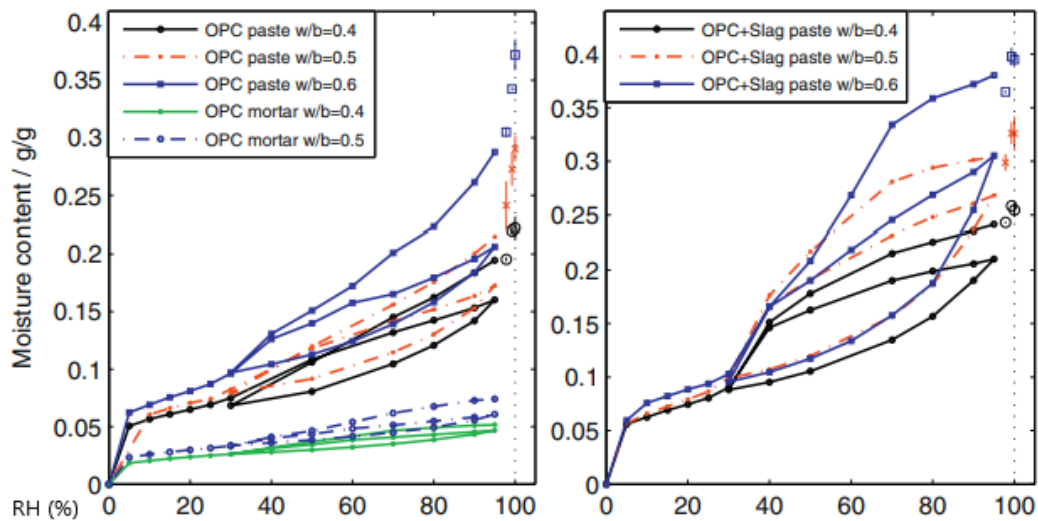 0.4
0.35
0.3
0.25
0.2
0.15
0.1
0.05
0
Moisture content / g/g
OPC paste w/b=0.4
OPC paste w/b=0.5
OPC paste w/b=0.6
OPC mortar w/b=0.4
OPC mortar w/b=0.5
RH (%)
0 20 40 60 80 100
OPC+Slag paste w/b=0.4
OPC+Slag paste w/b=0.5
OPC+Slag paste w/b=0.6
0.4
0.35
0.3
0.25
0.2
0.15
0.1
0.05
0
0 20 40 60 80 100